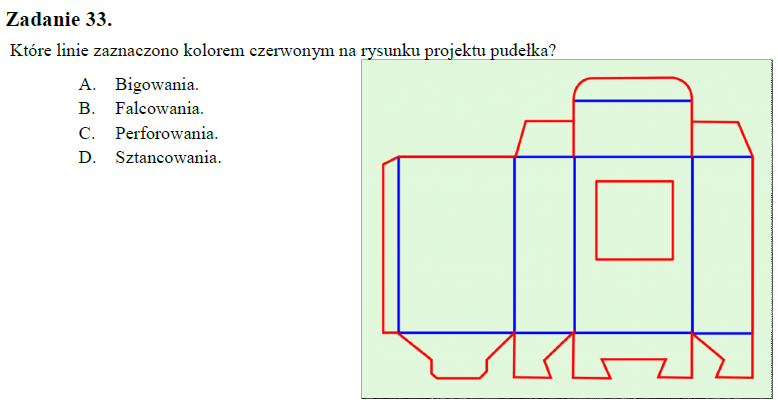 Zadanie 33.
Które linie zaznaczono kolorem czerwonym na rysunku projektu pudełka?
A. Bigowania.
B. Falcowania.
C. Perforowania.
D. Sztancowania.